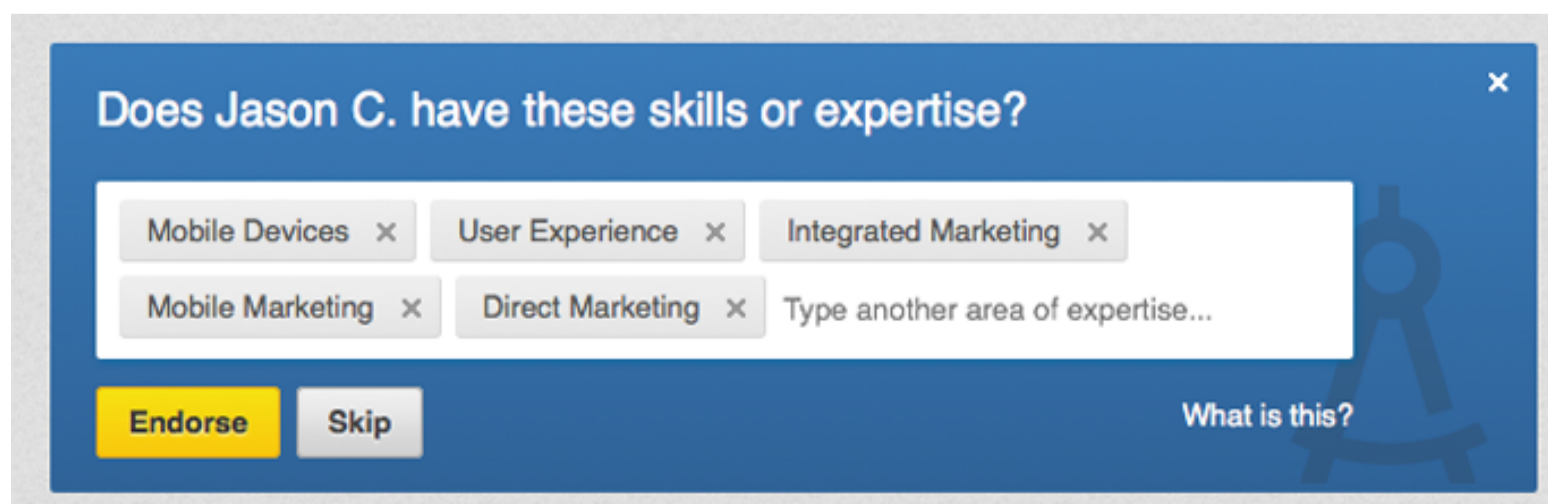 Does Jason C. have these skills or expertise? ×
Mobile Devices × User Experience × Integrated Marketing ×
Mobile Marketing × Direct Marketing × Type another area of expertise...
Endorse Skip What is this?